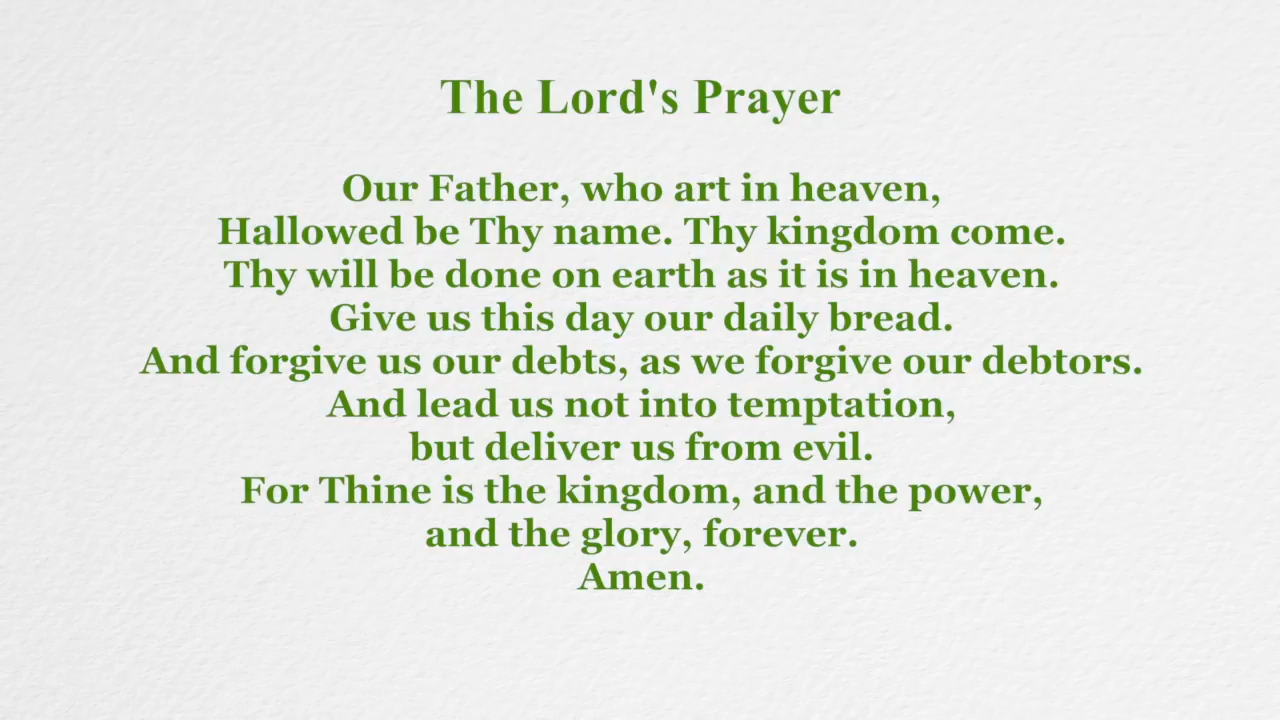 The Lord's Prayer
Our Father, who art in heaven,
Hallowed be Thy name. Thy kingdom come.
Thy will be done on earth as it is in heaven.
Give us this day our daily bread.
And forgive us our debts, as we forgive our debtors.
And lead us not into temptation,
but deliver us from evil.
For Thine is the kingdom, and the power,
and the glory, forever.
Amen.